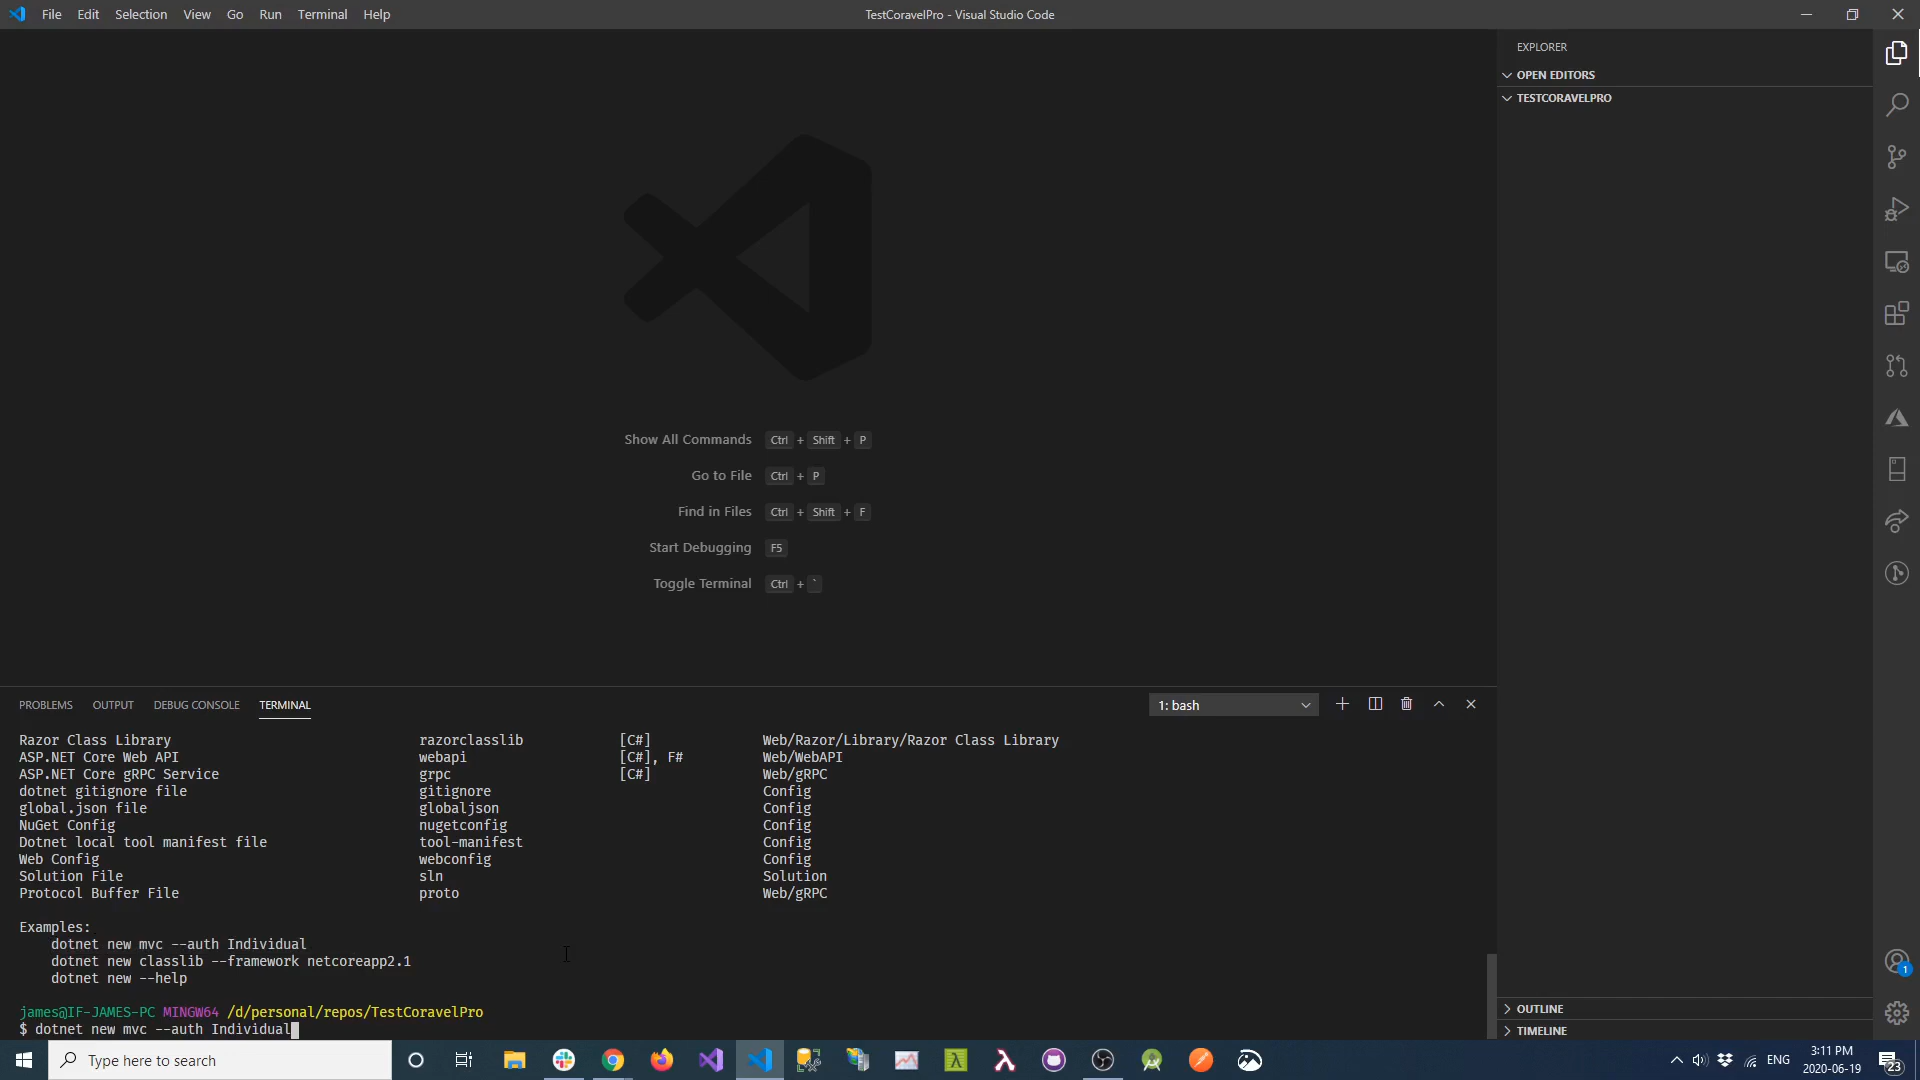 File Edit Selection View Go Run Terminal Help
TestCoravelPro - Visual Studio Code
EXPLORER
OPEN EDITORS
TESTCORAVELPRO
Show All Commands Ctrl + Shift + P
Go to File Ctrl + P
Find in Files Ctrl + Shift + F
Start Debugging F5
Toggle Terminal Ctrl + `
PROBLEMS OUTPUT DEBUG CONSOLE TERMINAL
1: bash
Razor Class Library razorclasslib [C#] Web/Razor/Library/Razor Class Library
ASP.NET Core Web API webapi [C#], F# Web/WebAPI
ASP.NET Core gRPC Service grpc [C#] Web/gRPC
dotnet gitignore file gitignore Config
global.json file globaljson Config
NuGet Config nugetconfig Config
Dotnet local tool manifest file tool-manifest Config
Web Config webconfig Config
Solution File sln Solution
Protocol Buffer File proto Web/gRPC
Examples:
dotnet new mvc --auth Individual
dotnet new classlib --framework netcoreapp2.1
dotnet new --help
james@IF-JAMES-PC MINGW64 /d/personal/repos/TestCoravelPro
$ dotnet new mvc --auth Individual
OUTLINE
TIMELINE
1
Type here to search
ENG
3:11 PM
2020-06-19
23